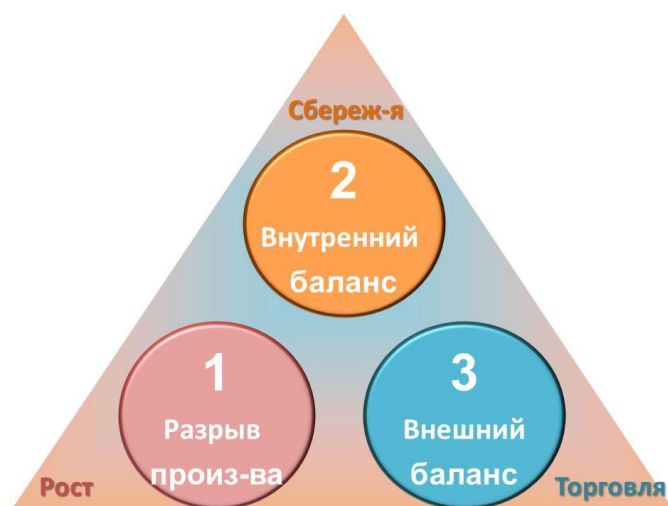 Сбереж-я
2
Внутренний
баланс
1
Разрыв
произ-ва
3
Внешний
баланс
Рост
Торговля